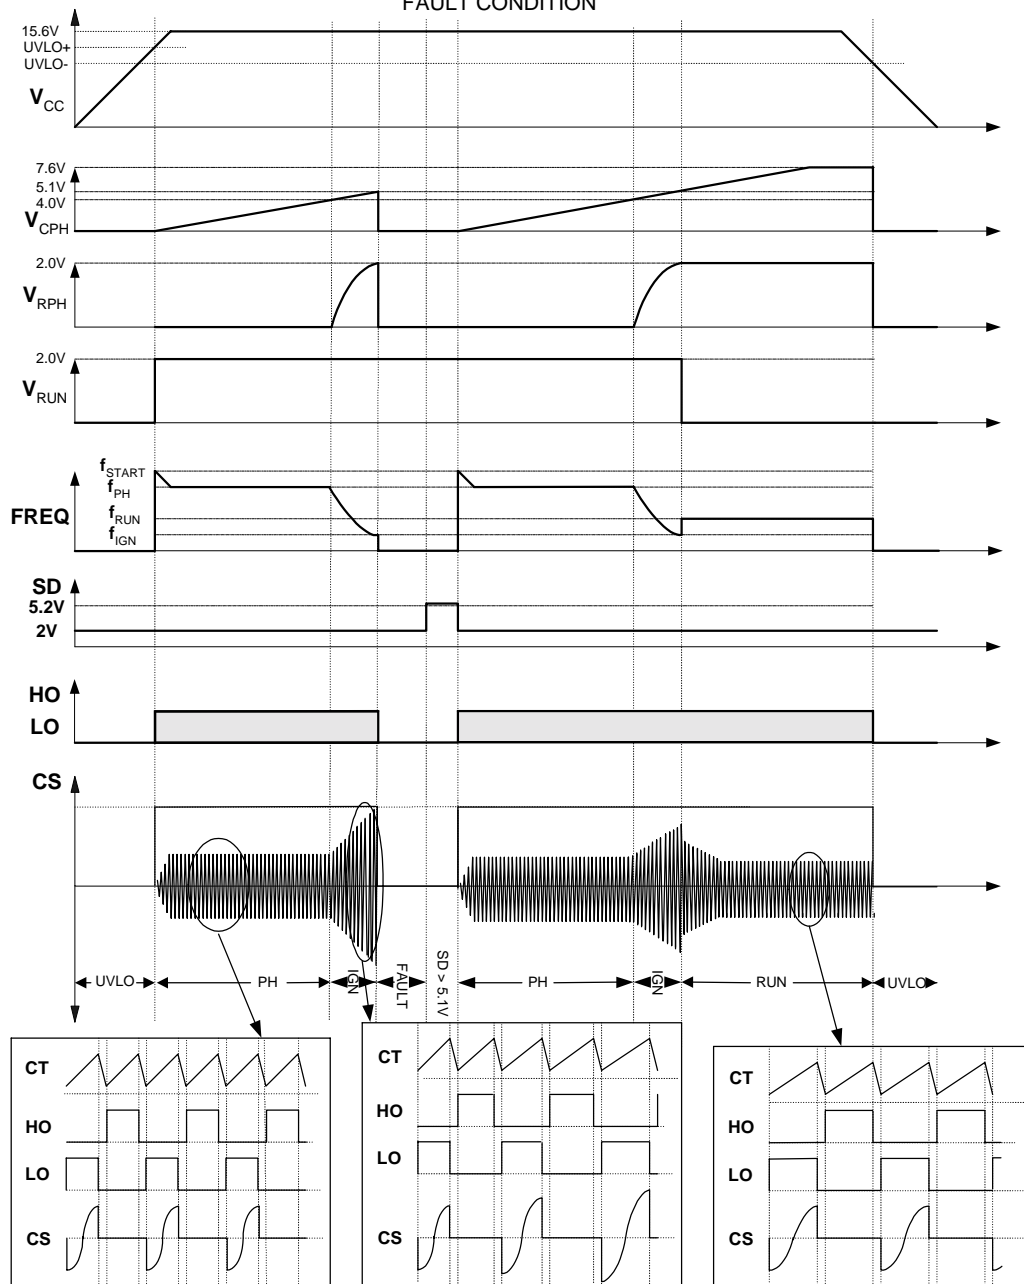 FAULT CONDITION
15.6V
UVLO+
UVLO-
VCC
7.6V
5.1V
4.0V
VCPH
2.0V
VRPH
2.0V
VRUN
fSTART
fPH
FREQ
fRUN
fIGN
SD
5.2V
2V
HO
LO
CS
UVLO
PH
IGN
FAULT
SD > 5.1V
PH
IGN
RUN
UVLO
CT
HO
LO
CS
CT
HO
LO
CS
CT
HO
LO
CS